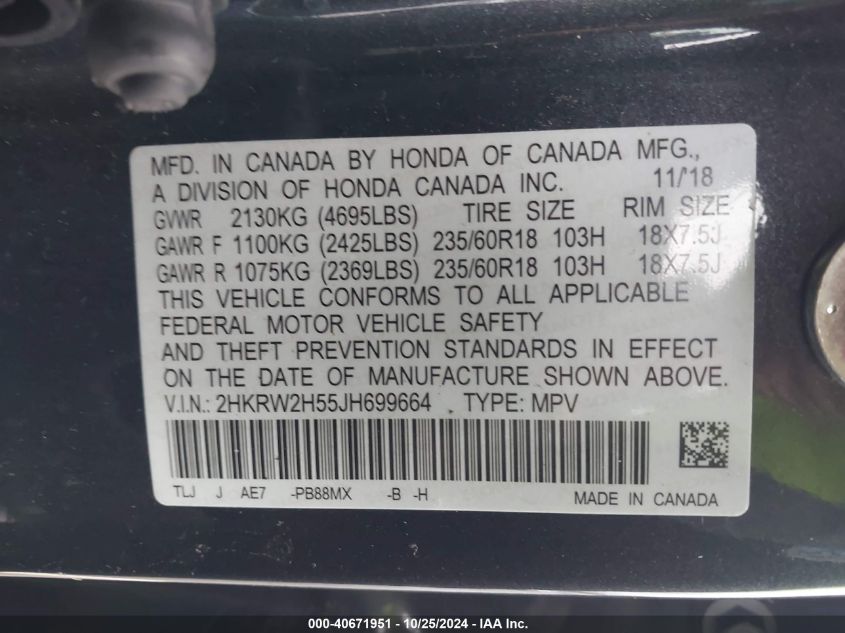 MFD. IN CANADA BY HONDA OF CANADA MFG.,
A DIVISION OF HONDA CANADA INC. 11/'18
GVWR 2130KG (4695LBS) TIRE SIZE RIM SIZE
GAWR F 1100KG (2425LBS) 235/60R18 103H 18X7.5J
GAWR R 1075KG (2369LBS) 235/60R18 103H 18X7.5J
THIS VEHICLE CONFORMS TO ALL APPLICABLE
FEDERAL MOTOR VEHICLE SAFETY
AND THEFT PREVENTION STANDARDS IN EFFECT
ON THE DATE OF MANUFACTURE SHOWN ABOVE.
V.I.N.: 2HKRW2H55JH699664 TYPE: MPV
TLJ J AE7 -PB88MX -B -H MADE IN CANADA
000-40671951 - 10/25/2024 - IAA Inc.